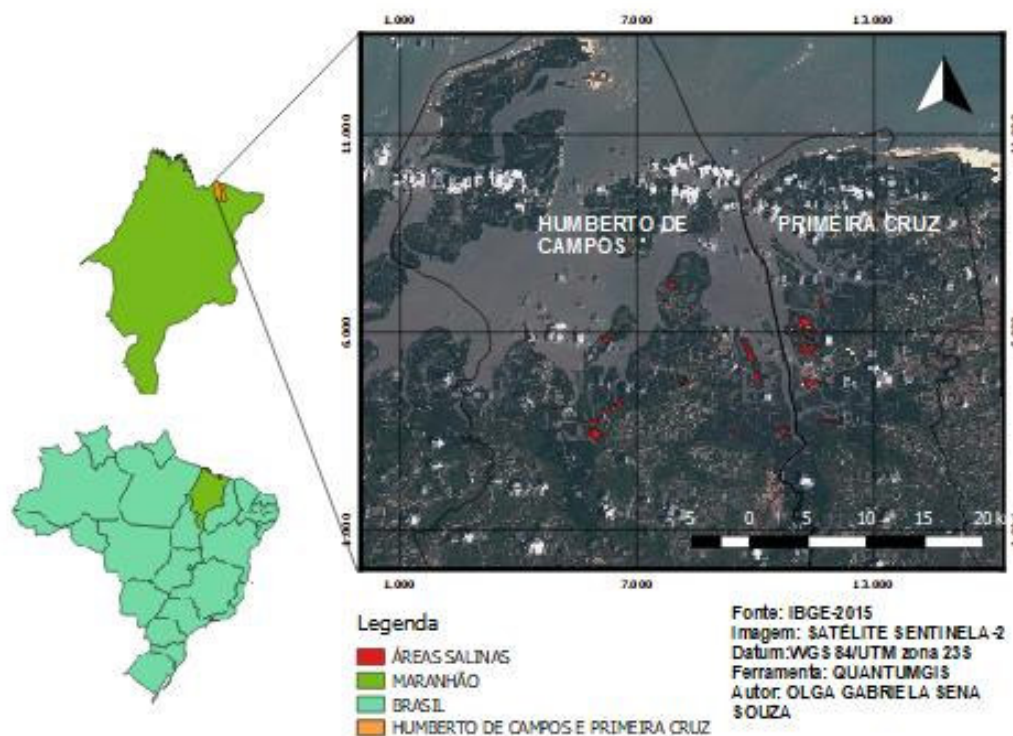 1.000 7.000 13.000
11.000
HUMBERTO DE
CAMPOS
PRIMEIRA CRUZ
6.000
5 0 5 10 15 20
1.000 7.000 13.000
Legenda
ÁREAS SALINAS
MARANHÃO
BRASIL
HUMBERTO DE CAMPOS E PRIMEIRA CRUZ
Fonte: IBGE-2015
Imagem: SATÉLITE SENTINELA-2
Datum:WGS 84/UTM zona 23S
Ferramenta: QUANTUMGIS
Autor: OLGA GABRIELA SENA
SOUZA